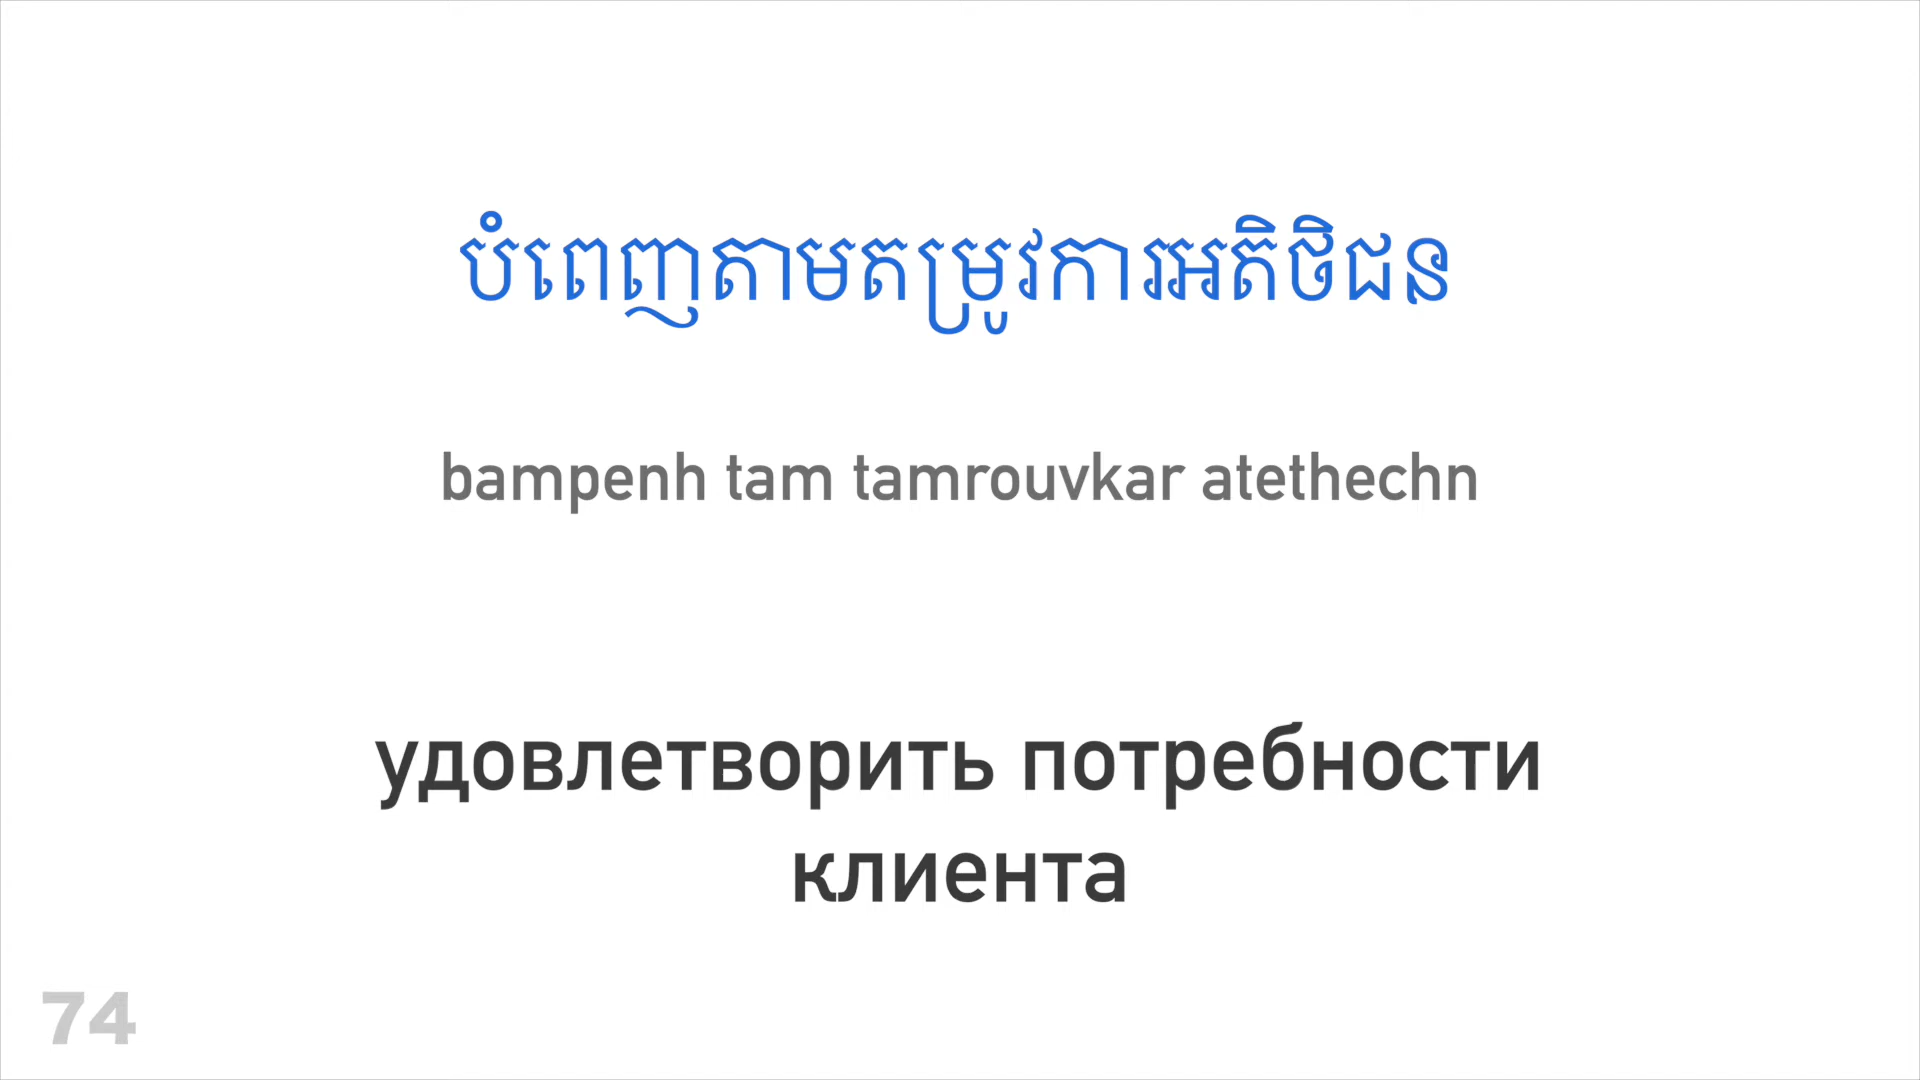 បំពេញតាមតម្រូវការអតិថិជន
bampenh tam tamrouvkar atethechn
удовлетворить потребности
клиента
74